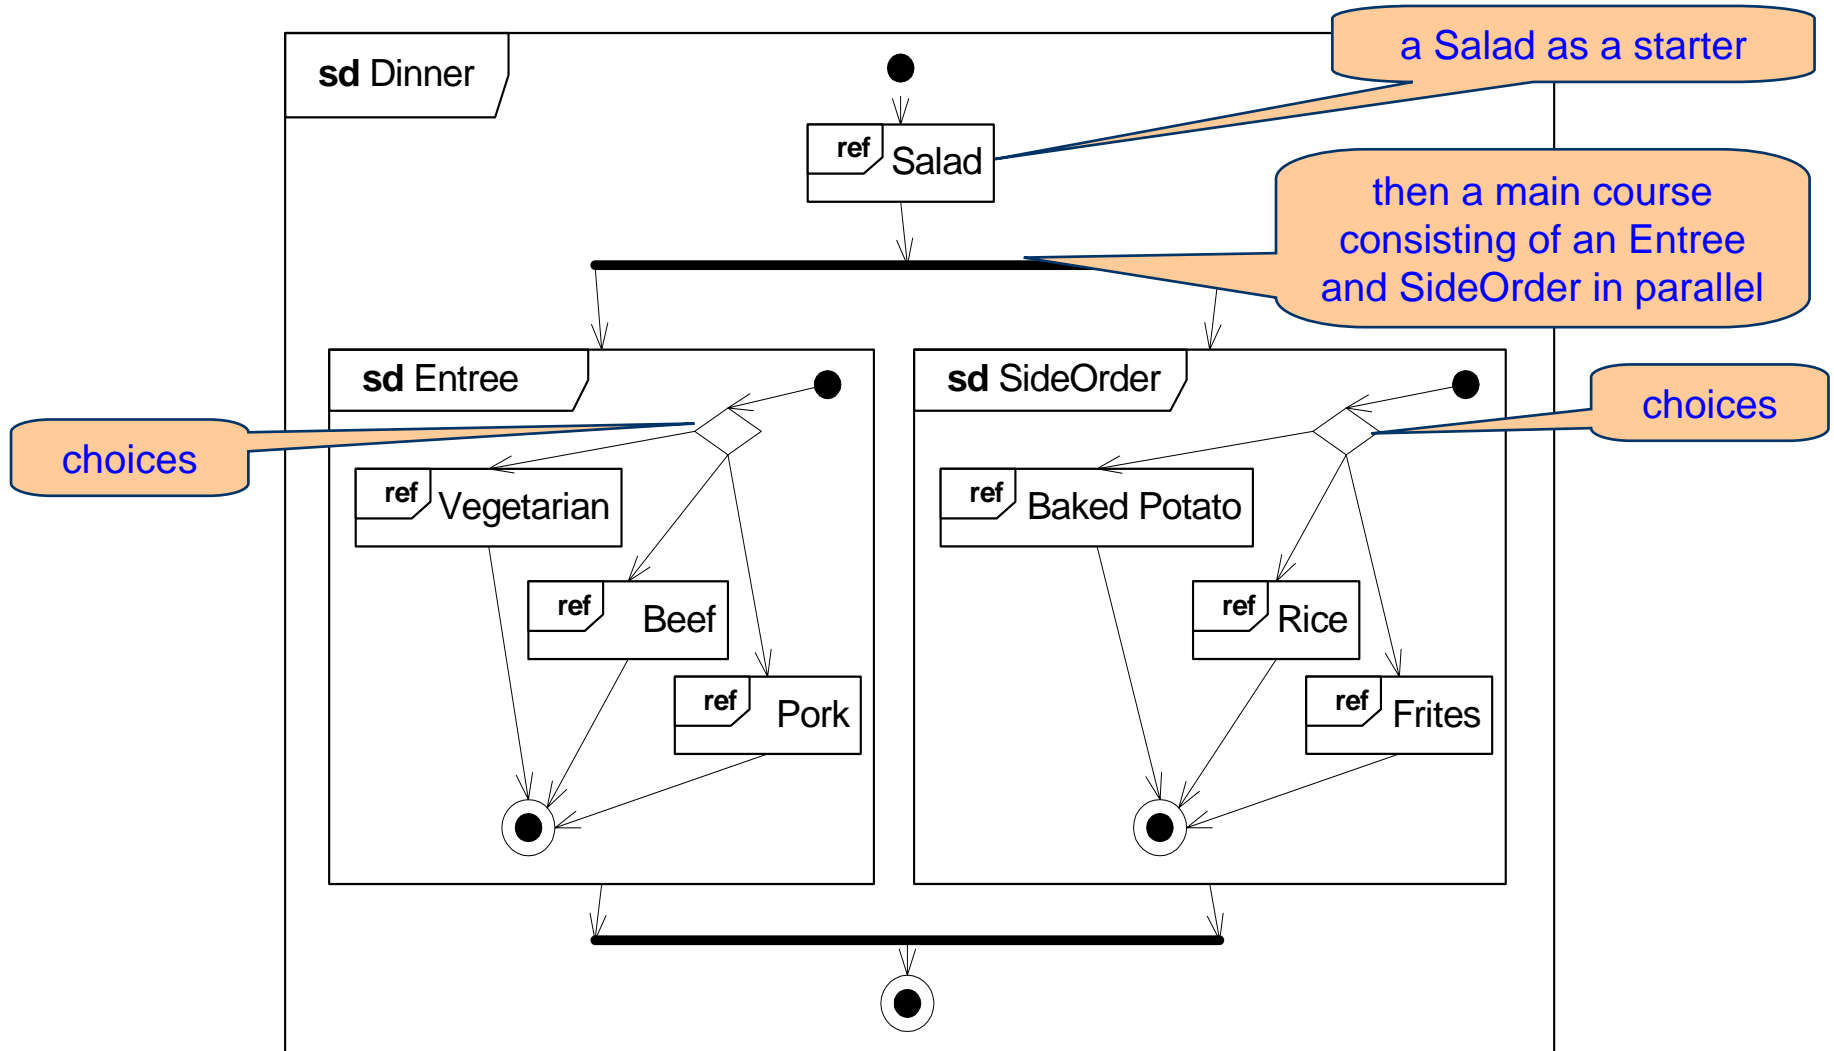 sd Dinner
a Salad as a starter
ref Salad
then a main course
consisting of an Entree
and SideOrder in parallel
sd Entree
sd SideOrder
choices
choices
ref Vegetarian
ref Baked Potato
ref Beef
ref Rice
ref Pork
ref Frites